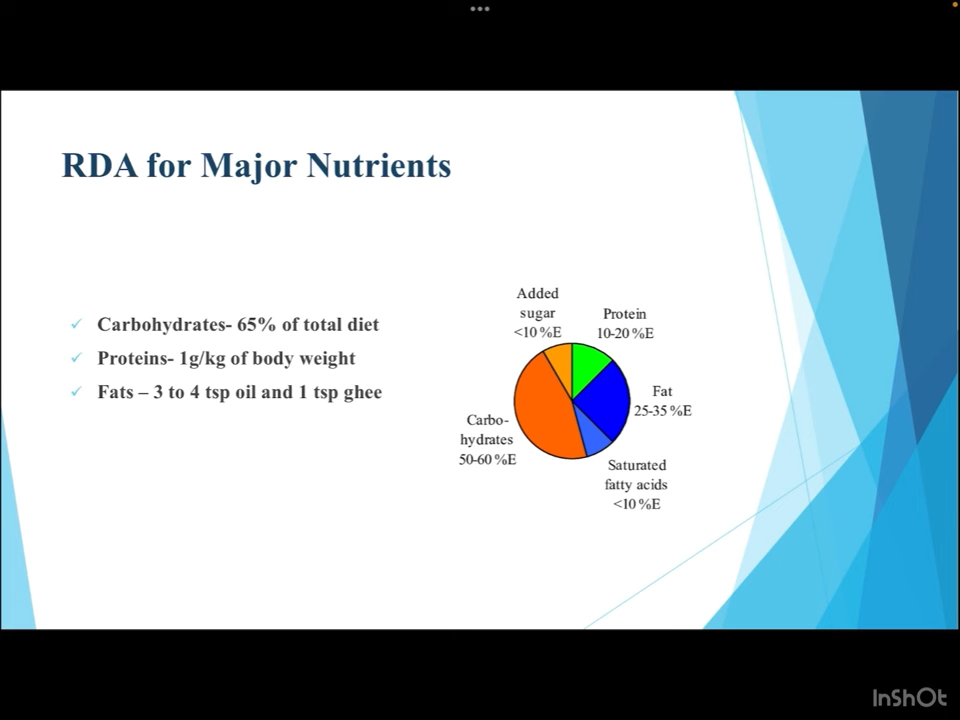 RDA for Major Nutrients
Carbohydrates- 65% of total diet
Proteins- 1g/kg of body weight
Fats – 3 to 4 tsp oil and 1 tsp ghee
Added
sugar
<10 %E
Protein
10-20 %E
Fat
25-35 %E
Saturated
fatty acids
<10 %E
Carbo-
hydrates
50-60 %E
InShOt